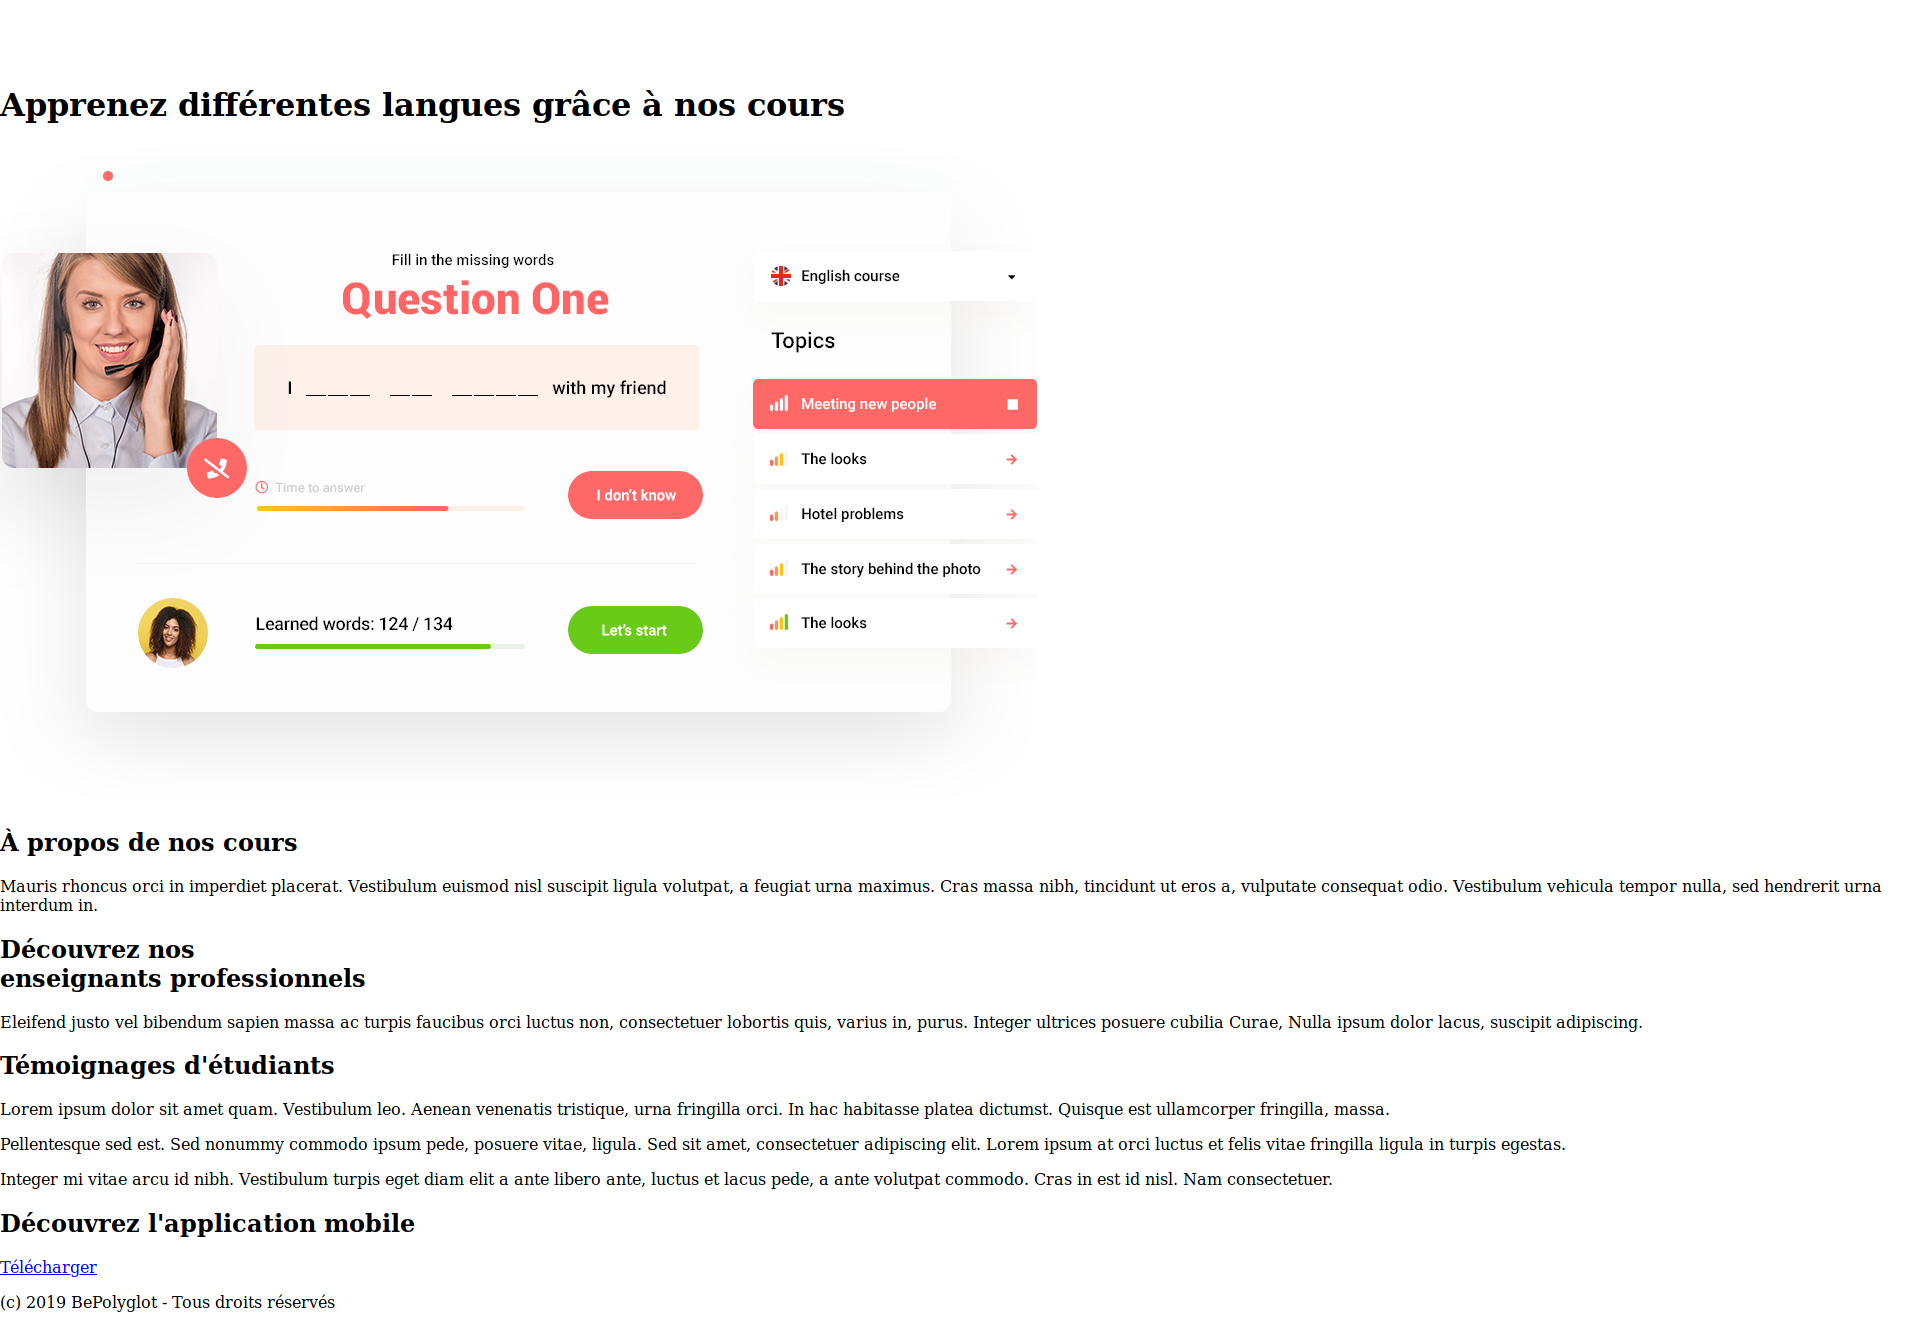 Apprenez différentes langues grâce à nos cours
Fill in the missing words
Question One
I ___ __ ____ with my friend
Time to answer
I don't know
Learned words: 124 / 134
Let's start
English course
Topics
Meeting new people
The looks
Hotel problems
The story behind the photo
The looks
À propos de nos cours
Mauris rhoncus orci in imperdiet placerat. Vestibulum euismod nisl suscipit ligula volutpat, a feugiat urna maximus. Cras massa nibh, tincidunt ut eros a, vulputate consequat odio. Vestibulum vehicula tempor nulla, sed hendrerit urna
interdum in.
Découvrez nos
enseignants professionnels
Eleifend justo vel bibendum sapien massa ac turpis faucibus orci luctus non, consectetuer lobortis quis, varius in, purus. Integer ultrices posuere cubilia Curae, Nulla ipsum dolor lacus, suscipit adipiscing.
Témoignages d'étudiants
Lorem ipsum dolor sit amet quam. Vestibulum leo. Aenean venenatis tristique, urna fringilla orci. In hac habitasse platea dictumst. Quisque est ullamcorper fringilla, massa.
Pellentesque sed est. Sed nonummy commodo ipsum pede, posuere vitae, ligula. Sed sit amet, consectetuer adipiscing elit. Lorem ipsum at orci luctus et felis vitae fringilla ligula in turpis egestas.
Integer mi vitae arcu id nibh. Vestibulum turpis eget diam elit a ante libero ante, luctus et lacus pede, a ante volutpat commodo. Cras in est id nisl. Nam consectetuer.
Découvrez l'application mobile
Télécharger
(c) 2019 BePolyglot - Tous droits réservés